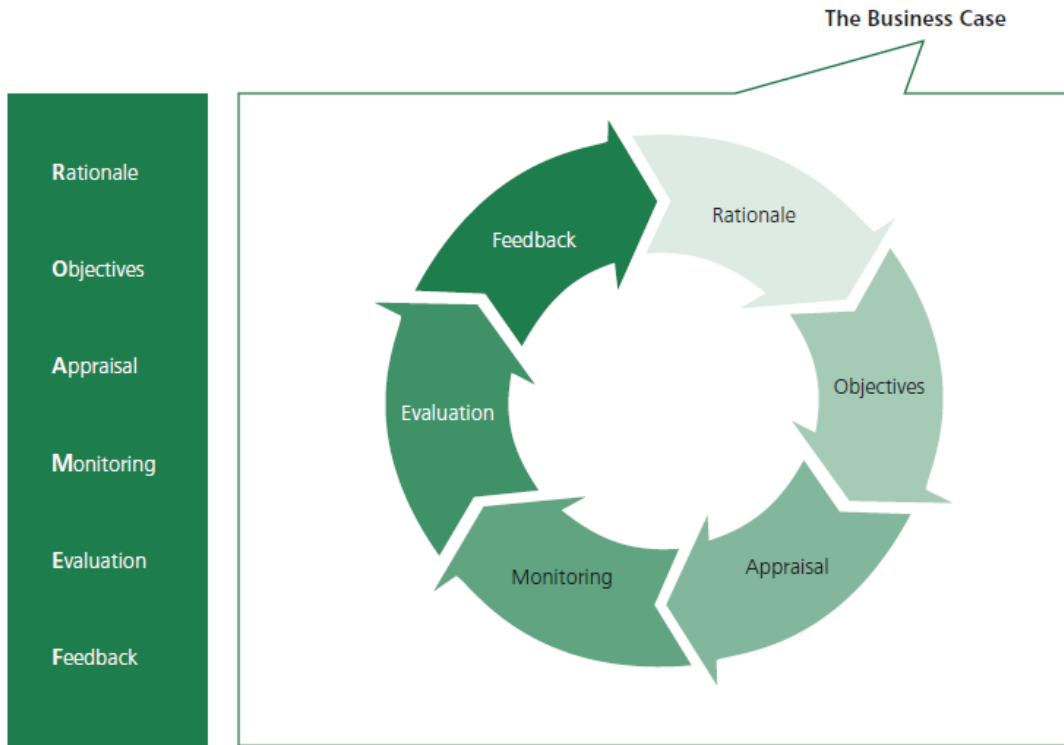 The Business Case
Rationale
Objectives
Appraisal
Monitoring
Evaluation
Feedback
Rationale
Objectives
Appraisal
Monitoring
Evaluation
Feedback